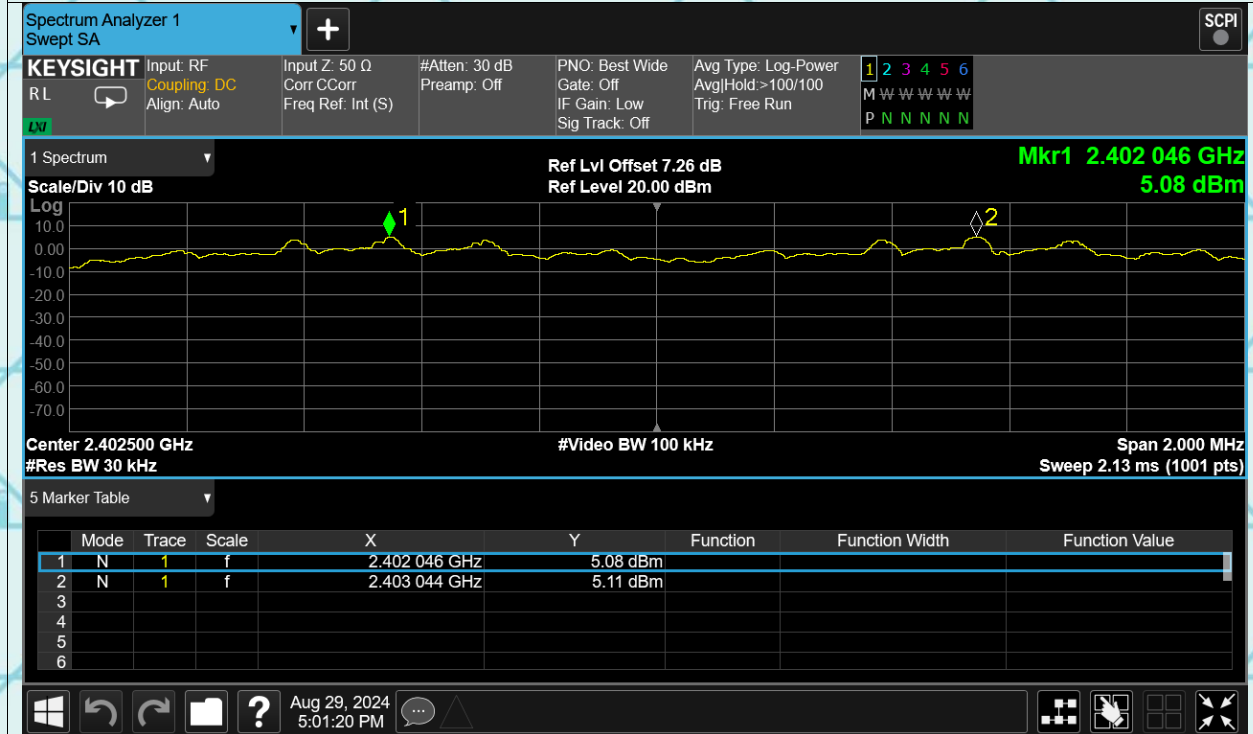 Spectrum Analyzer 1
Swept SA
+
SCPI
KEYSIGHT
R L
LXI
Input: RF
Coupling: DC
Align: Auto
Input Z: 50 Ω
Corr CCorr
Freq Ref: Int (S)
#Atten: 30 dB
Preamp: Off
PNO: Best Wide
Gate: Off
IF Gain: Low
Sig Track: Off
Avg Type: Log-Power
Avg|Hold:>100/100
Trig: Free Run
1 2 3 4 5 6
M W W W W W
P N N N N N
1 Spectrum
Scale/Div 10 dB
Ref Lvl Offset 7.26 dB
Ref Level 20.00 dBm
Mkr1 2.402 046 GHz
5.08 dBm
Log
10.0
0.00
-10.0
-20.0
-30.0
-40.0
-50.0
-60.0
-70.0
1
2
Center 2.402500 GHz
#Video BW 100 kHz
Span 2.000 MHz
#Res BW 30 kHz
Sweep 2.13 ms (1001 pts)
5 Marker Table
Mode Trace Scale X Y Function Function Width Function Value
1 N 1 f 2.402 046 GHz 5.08 dBm
2 N 1 f 2.403 044 GHz 5.11 dBm
3
4
5
6
?
Aug 29, 2024
5:01:20 PM